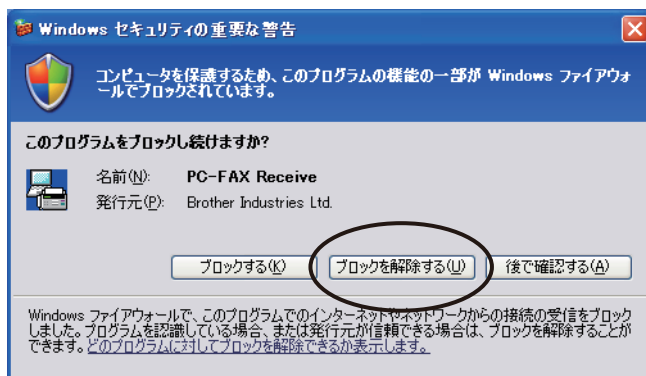 Windows セキュリティの重要な警告
コンピュータを保護するため、このプログラムの機能の一部が Windows ファイアウォ
ールでブロックされています。
このプログラムをブロックし続けますか?
名前(N): PC-FAX Receive
発行元(P): Brother Industries Ltd.
ブロックする(K) ブロックを解除する(U) 後で確認する(A)
Windows ファイアウォールで、このプログラムでのインターネットやネットワークからの接続の受信をブロック
しました。プログラムを認識している場合、または発行元が信頼できる場合は、ブロックを解除することが
できます。どのプログラムに対してブロックを解除できるか表示します。